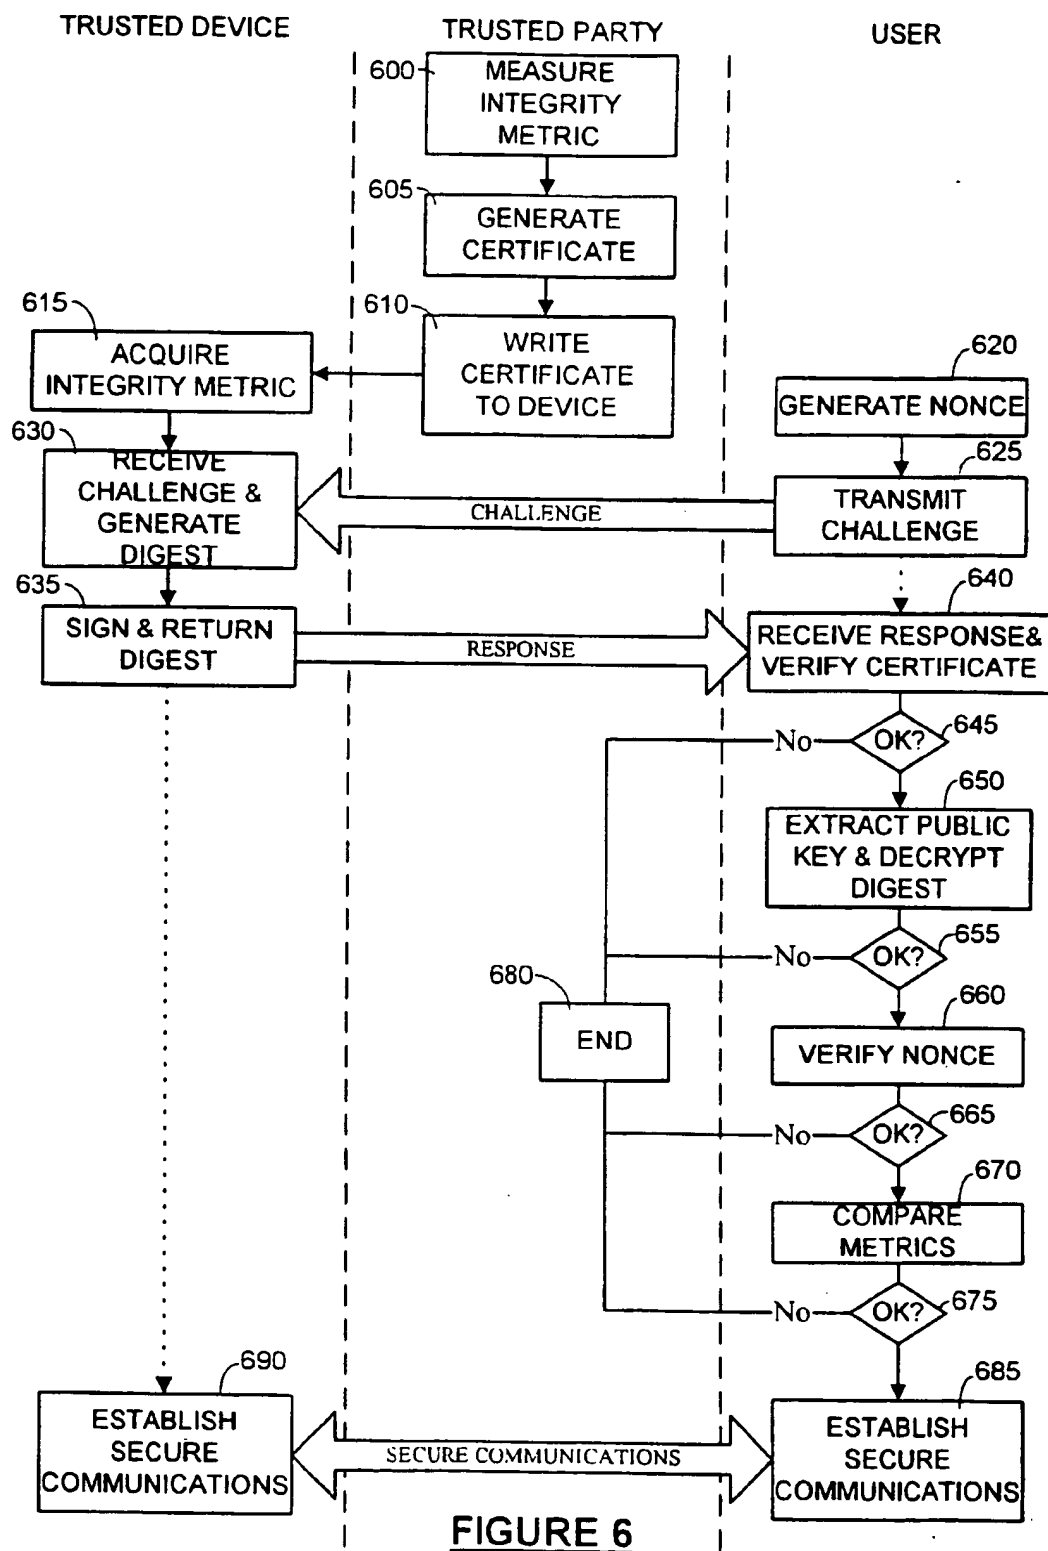 TRUSTED DEVICE
TRUSTED PARTY
USER
600
MEASURE
INTEGRITY
METRIC
605
GENERATE
CERTIFICATE
610
WRITE
CERTIFICATE
TO DEVICE
615
ACQUIRE
INTEGRITY METRIC
620
GENERATE NONCE
625
TRANSMIT
CHALLENGE
CHALLENGE
630
RECEIVE
CHALLENGE &
GENERATE
DIGEST
635
SIGN & RETURN
DIGEST
RESPONSE
640
RECEIVE RESPONSE&
VERIFY CERTIFICATE
No
OK?
645
650
EXTRACT PUBLIC
KEY & DECRYPT
DIGEST
No
OK?
655
680
END
660
VERIFY NONCE
No
OK?
665
670
COMPARE
METRICS
No
OK?
675
690
ESTABLISH
SECURE
COMMUNICATIONS
SECURE COMMUNICATIONS
685
ESTABLISH
SECURE
COMMUNICATIONS
FIGURE 6